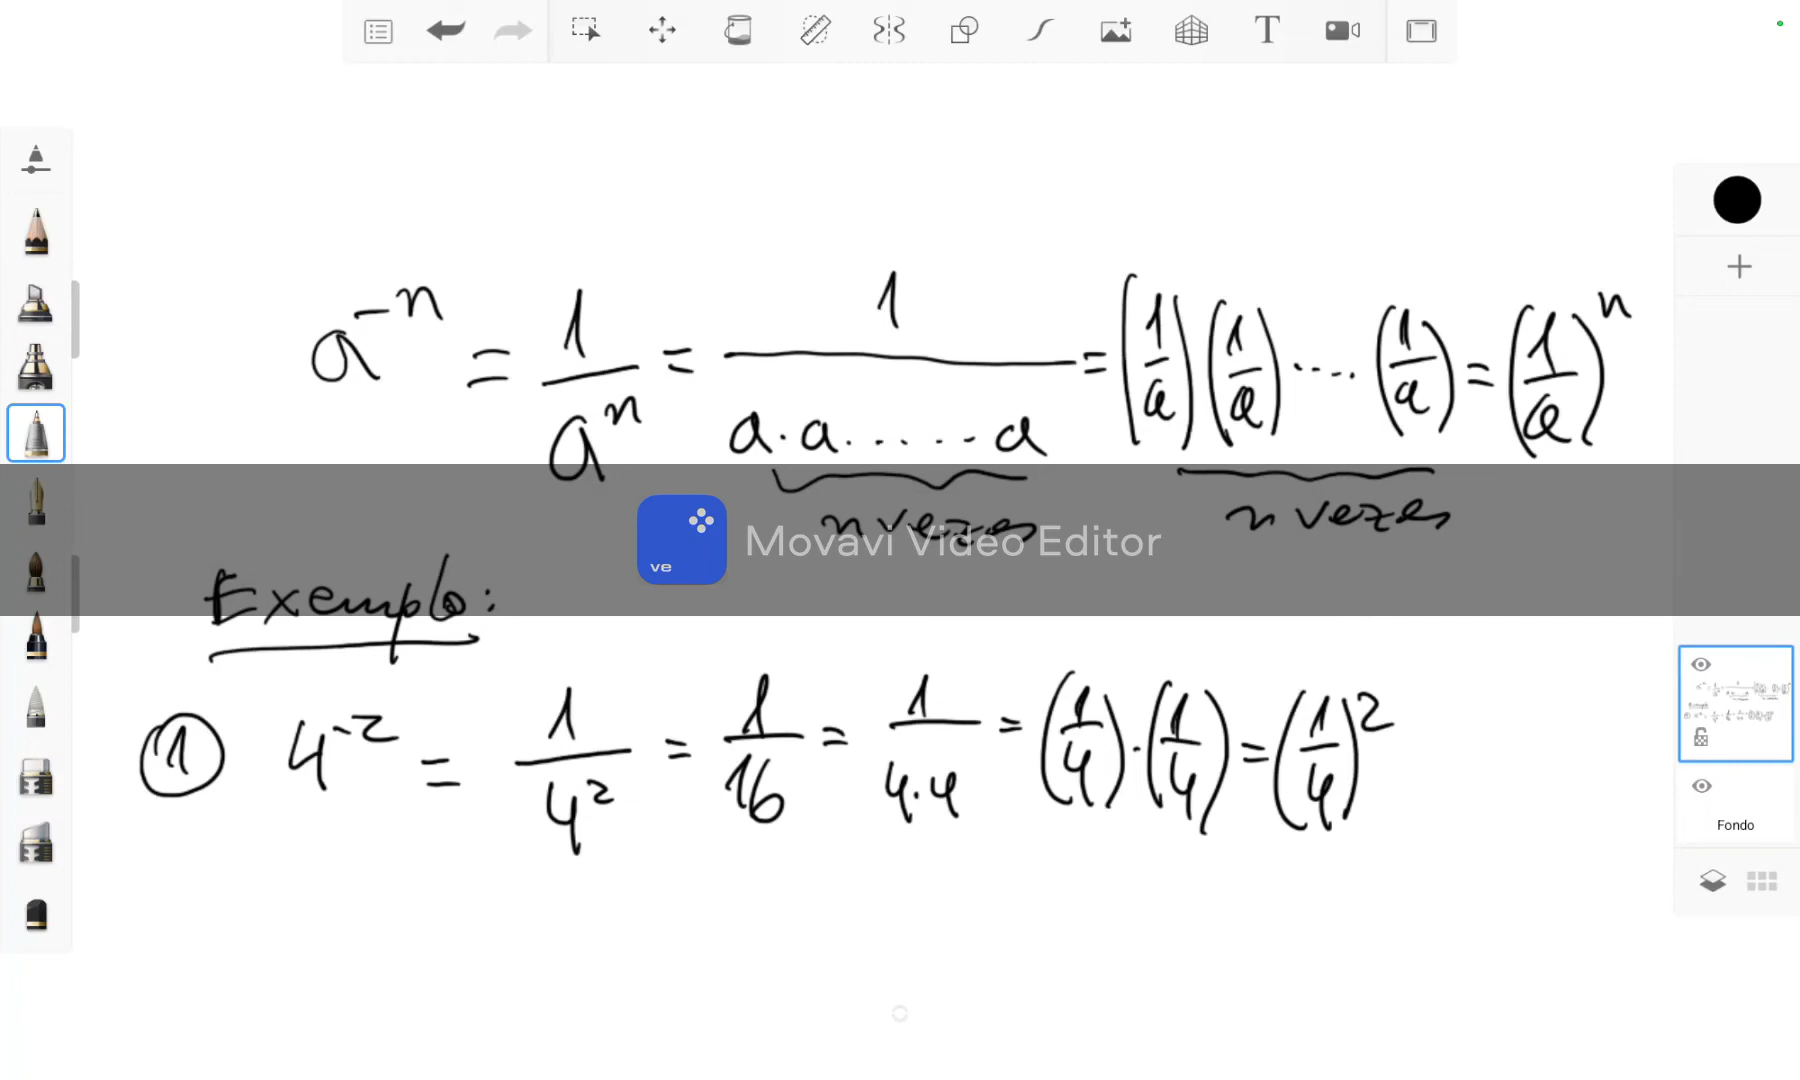 T
a^-n = 1/a^n = 1/(a.a......a) = (1/a)(1/a).....(1/a) = (1/a)^n
n vezes n vezes
ve Movavi Video Editor
Exemplo:
1 4^-2 = 1/4^2 = 1/16 = 1/(4.4) = (1/4).(1/4) = (1/4)^2
Fondo